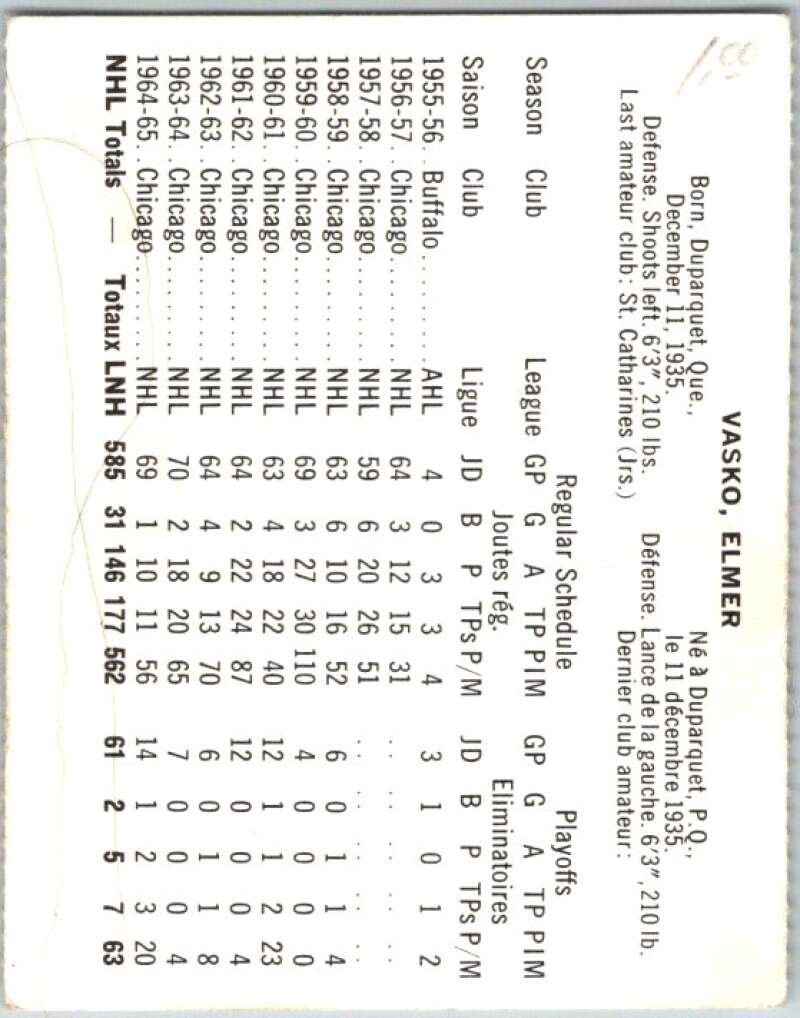 VASKO, ELMER
Born, Duparquet, Que.,
December 11, 1935.
Defense. Shoots left. 6'3", 210 lbs.
Last amateur club: St. Catharines (Jrs.)
Né à Duparquet, P.Q.,
le 11 décembre 1935.
Défense. Lance de la gauche. 6'3", 210 lb.
Dernier club amateur:
1.00
Regular Schedule Playoffs
Season Club League GP G A TP PIM GP G A TP PIM
Joutes rég. Eliminatoires
Saison Club Ligue JD B P TPs P/M JD B P TPs P/M
1955-56.. Buffalo......... AHL 4 0 3 3 4 3 1 0 1 2
1956-57.. Chicago......... NHL 64 3 12 15 31 .. .. .. .. ..
1957-58.. Chicago......... NHL 59 6 20 26 51 .. .. .. .. ..
1958-59.. Chicago......... NHL 63 6 10 16 52 6 0 1 1 4
1959-60.. Chicago......... NHL 69 3 27 30 110 4 0 0 0 0
1960-61.. Chicago......... NHL 63 4 18 22 40 12 1 1 2 23
1961-62.. Chicago......... NHL 64 2 22 24 87 12 0 0 0 4
1962-63.. Chicago......... NHL 64 4 9 13 70 6 0 1 1 8
1963-64.. Chicago......... NHL 70 2 18 20 65 7 0 0 0 4
1964-65.. Chicago......... NHL 69 1 10 11 56 14 1 2 3 20
NHL Totals — Totaux LNH 585 31 146 177 562 61 2 5 7 63